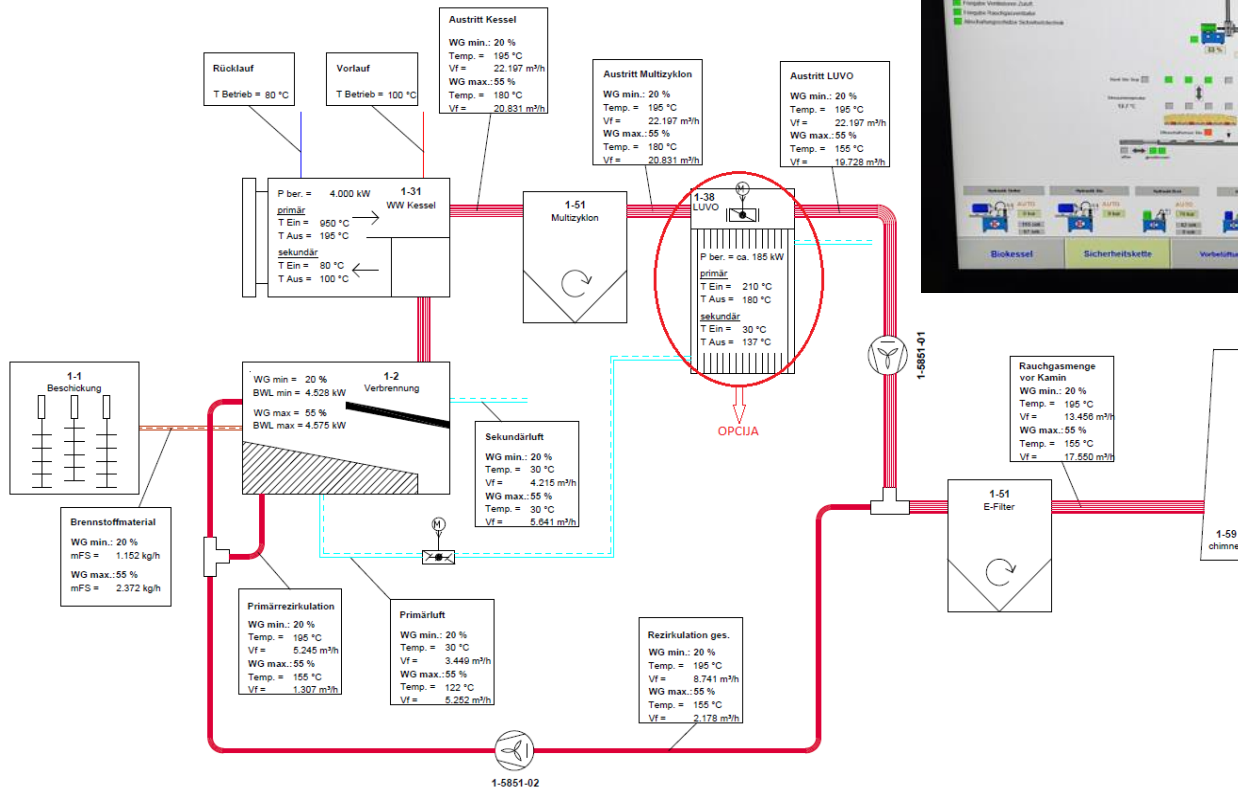 Austritt Kessel
WG min.: 20 %
Temp. = 195 °C
Vf = 22.197 m³/h
WG max.: 55 %
Temp. = 180 °C
Vf = 20.831 m³/h
Rücklauf
T Betrieb = 80 °C
Vorlauf
T Betrieb = 100 °C
Austritt Multizyklon
WG min.: 20 %
Temp. = 195 °C
Vf = 22.197 m³/h
WG max.: 55 %
Temp. = 180 °C
Vf = 20.831 m³/h
Austritt LUVO
WG min.: 20 %
Temp. = 195 °C
Vf = 22.197 m³/h
WG max.: 55 %
Temp. = 155 °C
Vf = 19.728 m³/h
P ber. = 4.000 kW
1-31
WW Kessel
primär
T Ein = 950 °C
T Aus = 195 °C
sekundär
T Ein = 80 °C
T Aus = 100 °C
1-51
Multizyklon
1-38
LUVO
M
P ber. = ca. 185 kW
primär
T Ein = 210 °C
T Aus = 180 °C
sekundär
T Ein = 30 °C
T Aus = 137 °C
OPCIJA
33 %
AUTO
AUTO
AUTO
Biokessel
Sicherheitskette
1-5851-01
1-1
Beschickung
1-2
Verbrennung
WG min = 20 %
BWL min = 4.528 kW
WG max = 55 %
BWL max = 4.575 kW
Sekundärluft
WG min.: 20 %
Temp. = 30 °C
Vf = 4.215 m³/h
WG max.: 55 %
Temp. = 30 °C
Vf = 5.641 m³/h
Rauchgasmenge
vor Kamin
WG min.: 20 %
Temp. = 195 °C
Vf = 13.456 m³/h
WG max.: 55 %
Temp. = 155 °C
Vf = 17.550 m³/h
Brennstoffmaterial
WG min.: 20 %
mFS = 1.152 kg/h
WG max.: 55 %
mFS = 2.372 kg/h
M
1-51
E-Filter
1-59
chimne
Primärrezirkulation
WG min.: 20 %
Temp. = 195 °C
Vf = 5.245 m³/h
WG max.: 55 %
Temp. = 155 °C
Vf = 1.307 m³/h
Primärluft
WG min.: 20 %
Temp. = 30 °C
Vf = 3.449 m³/h
WG max.: 55 %
Temp. = 122 °C
Vf = 5.252 m³/h
Rezirkulation ges.
WG min.: 20 %
Temp. = 195 °C
Vf = 8.741 m³/h
WG max.: 55 %
Temp. = 155 °C
Vf = 2.178 m³/h
1-5851-02